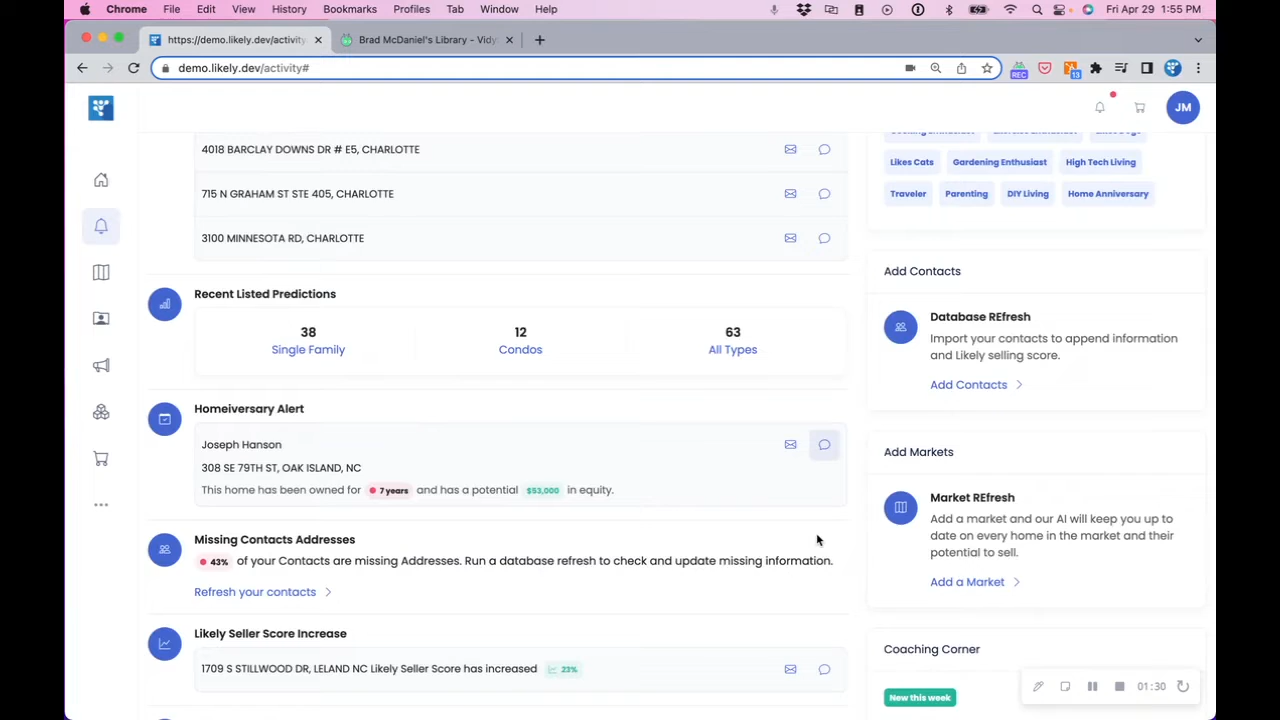 Chrome File Edit View History Bookmarks Profiles Tab Window Help Fri Apr 29 1:55 PM
https://demo.likely.dev/activity Brad McDaniel's Library - Vidy
demo.likely.dev/activity#
REC 13
JM
4018 BARCLAY DOWNS DR # E5, CHARLOTTE
715 N GRAHAM ST STE 405, CHARLOTTE
3100 MINNESOTA RD, CHARLOTTE
Recent Listed Predictions
38 12 63
Single Family Condos All Types
Homeiversary Alert
Joseph Hanson
308 SE 79TH ST, OAK ISLAND, NC
This home has been owned for 7 years and has a potential $53,000 in equity.
Missing Contacts Addresses
43% of your Contacts are missing Addresses. Run a database refresh to check and update missing information.
Refresh your contacts
Likely Seller Score Increase
1709 S STILLWOOD DR, LELAND NC Likely Seller Score has increased 23%
Likes Cats Gardening Enthusiast High Tech Living
Traveler Parenting DIY Living Home Anniversary
Add Contacts
Database REfresh
Import your contacts to append information
and Likely selling score.
Add Contacts
Add Markets
Market REfresh
Add a market and our AI will keep you up to
date on every home in the market and their
potential to sell.
Add a Market
Coaching Corner
New this week
01:30